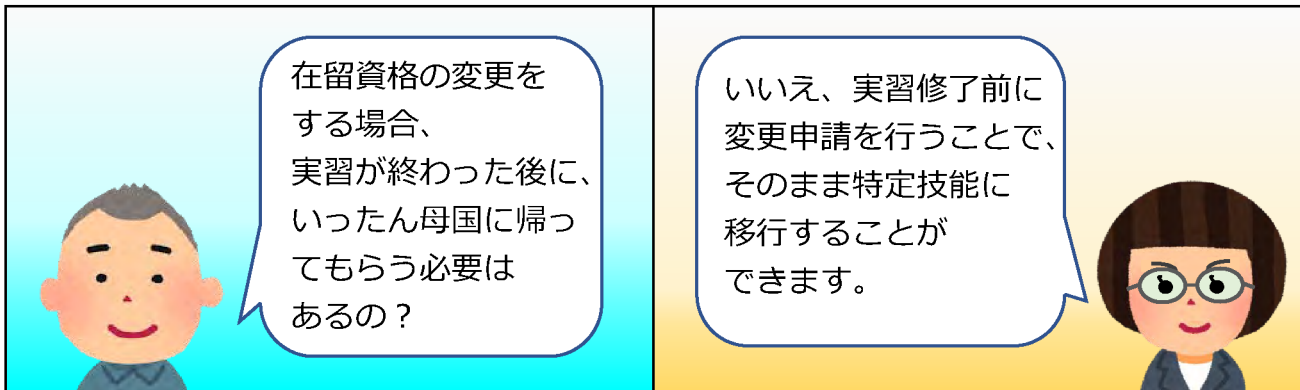 在留資格の変更を
する場合、
実習が終わった後に、
いったん母国に帰っ
てもらう必要は
あるの？
いいえ、実習修了前に
変更申請を行うことで、
そのまま特定技能に
移行することが
できます。